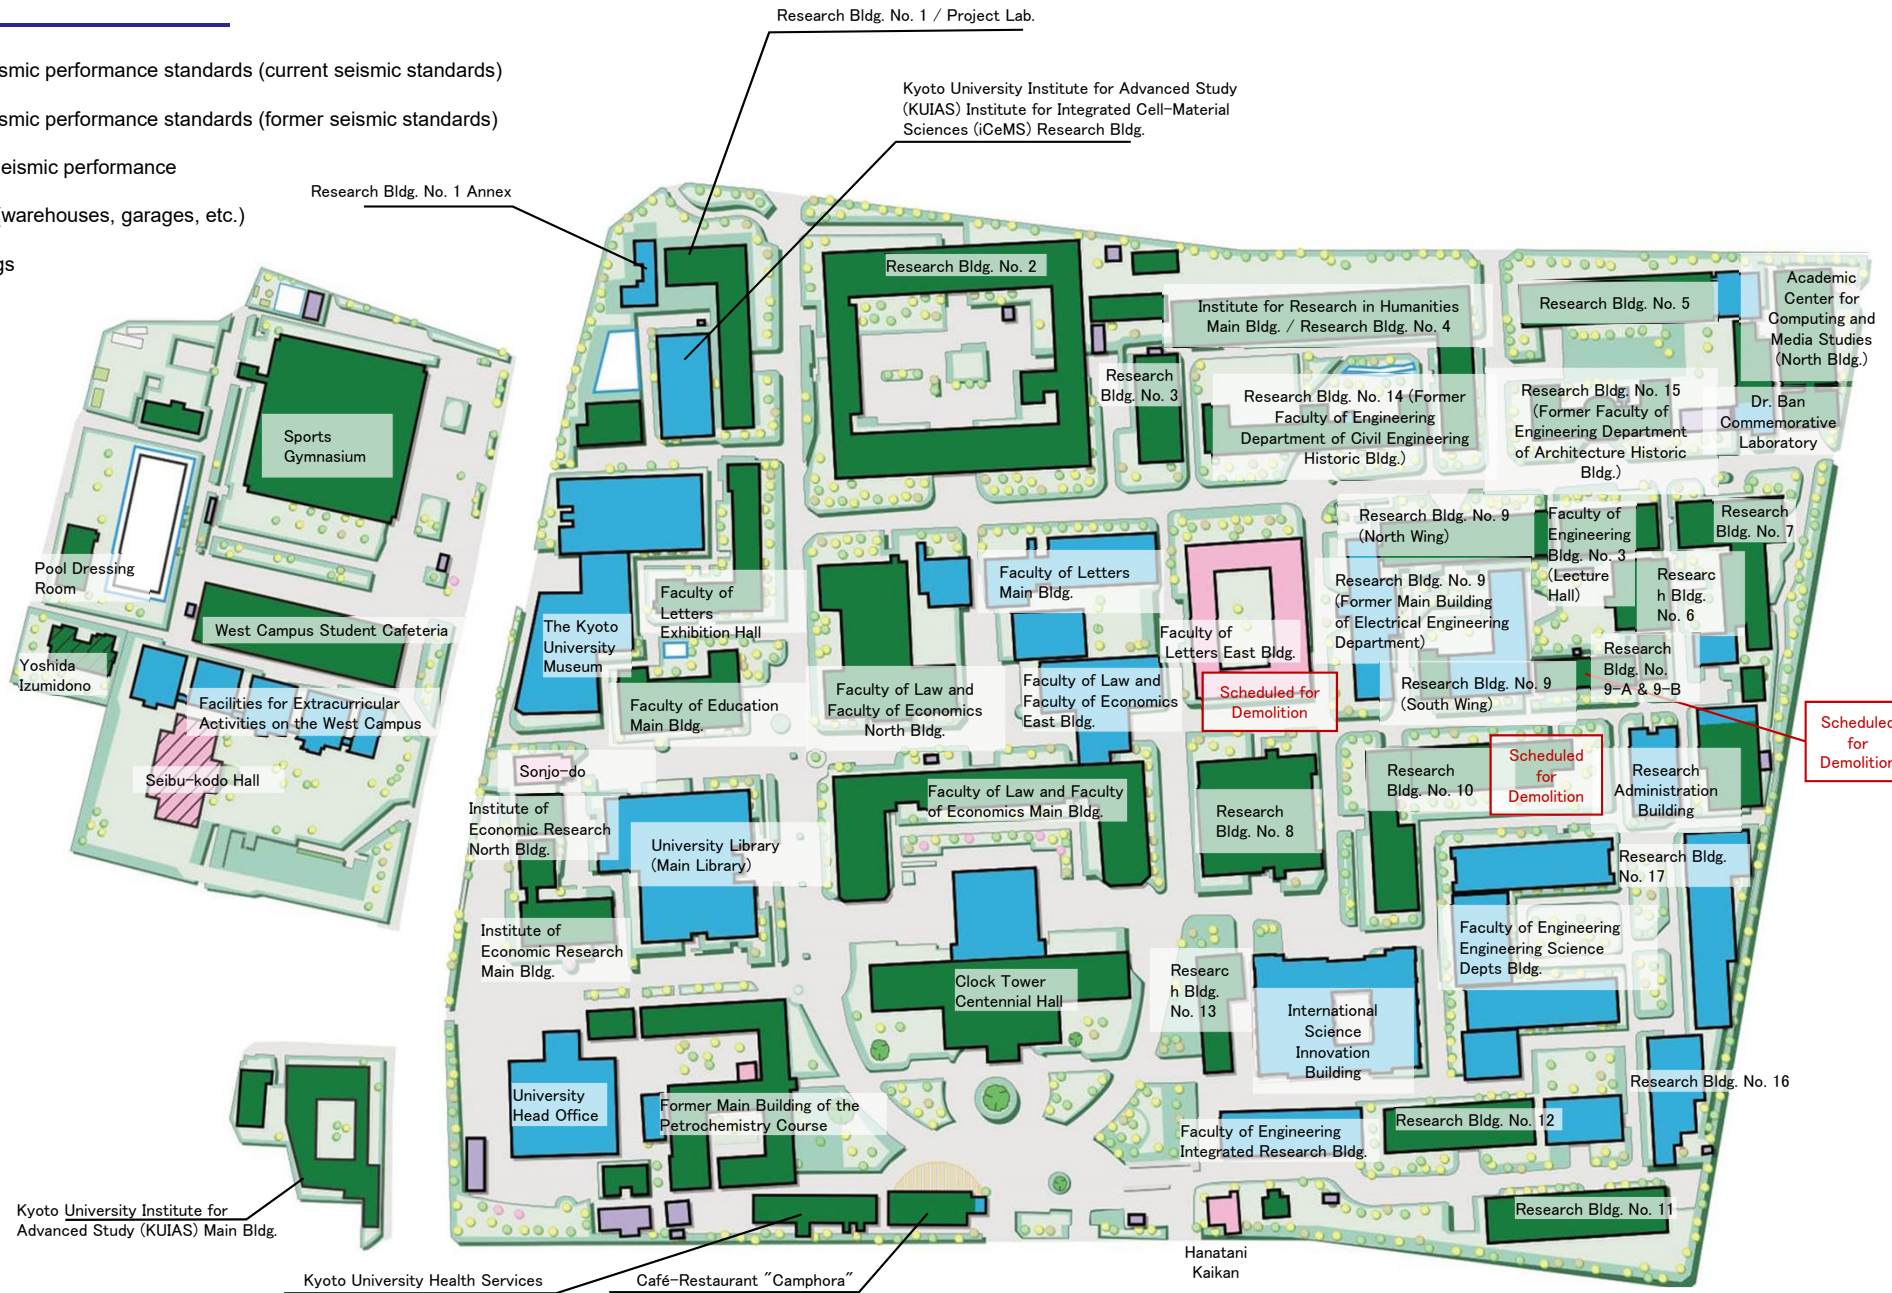 smic performance standards (current seismic standards)
smic performance standards (former seismic standards)
eismic performance
(warehouses, garages, etc.)
gs
Research Bldg. No. 1 / Project Lab.
Kyoto University Institute for Advanced Study
(KUIAS) Institute for Integrated Cell-Material
Sciences (iCeMS) Research Bldg.
Research Bldg. No. 1 Annex
Research Bldg. No. 2
Institute for Research in Humanities
Main Bldg. / Research Bldg. No. 4
Research Bldg. No. 5
Academic
Center for
Computing and
Media Studies
(North Bldg.)
Research
Bldg. No. 3
Research Bldg. No. 14 (Former
Faculty of Engineering
Department of Civil Engineering
Historic Bldg.)
Research Bldg. No. 15
(Former Faculty of
Engineering Department
of Architecture Historic
Bldg.)
Dr. Ban
Commemorative
Laboratory
Sports
Gymnasium
Pool Dressing
Room
West Campus Student Cafeteria
Yoshida
Izumidono
Facilities for Extracurricular
Activities on the West Campus
Seibu-kodo Hall
The Kyoto
University
Museum
Faculty of
Letters
Exhibition Hall
Faculty of Education
Main Bldg.
Faculty of Law and
Faculty of Economics
North Bldg.
Faculty of Letters
Main Bldg.
Faculty of Law and
Faculty of Economics
East Bldg.
Faculty of
Letters East Bldg.
Scheduled for
Demolition
Research Bldg. No. 9
(North Wing)
Research Bldg. No. 9
(Former Main Building
of Electrical Engineering
Department)
Research Bldg. No. 9
(South Wing)
Faculty of
Engineering
Bldg. No. 3
(Lecture
Hall)
Research
Bldg. No. 7
Researc
h Bldg.
No. 6
Research
Bldg. No.
9-A & 9-B
Scheduled
for
Demolition
Sonjo-do
Institute of
Economic Research
North Bldg.
University Library
(Main Library)
Faculty of Law and Faculty
of Economics Main Bldg.
Research
Bldg. No. 8
Research
Bldg. No. 10
Scheduled
for
Demolition
Research
Administration
Building
Research Bldg.
No. 17
Institute of
Economic Research
Main Bldg.
Clock Tower
Centennial Hall
Researc
h Bldg.
No. 13
International
Science
Innovation
Building
Faculty of Engineering
Engineering Science
Depts Bldg.
University
Head Office
Former Main Building of the
Petrochemistry Course
Faculty of Engineering
Integrated Research Bldg.
Research Bldg. No. 12
Research Bldg. No. 16
Research Bldg. No. 11
Kyoto University Institute for
Advanced Study (KUIAS) Main Bldg.
Kyoto University Health Services
Café-Restaurant "Camphora"
Hanatani
Kaikan